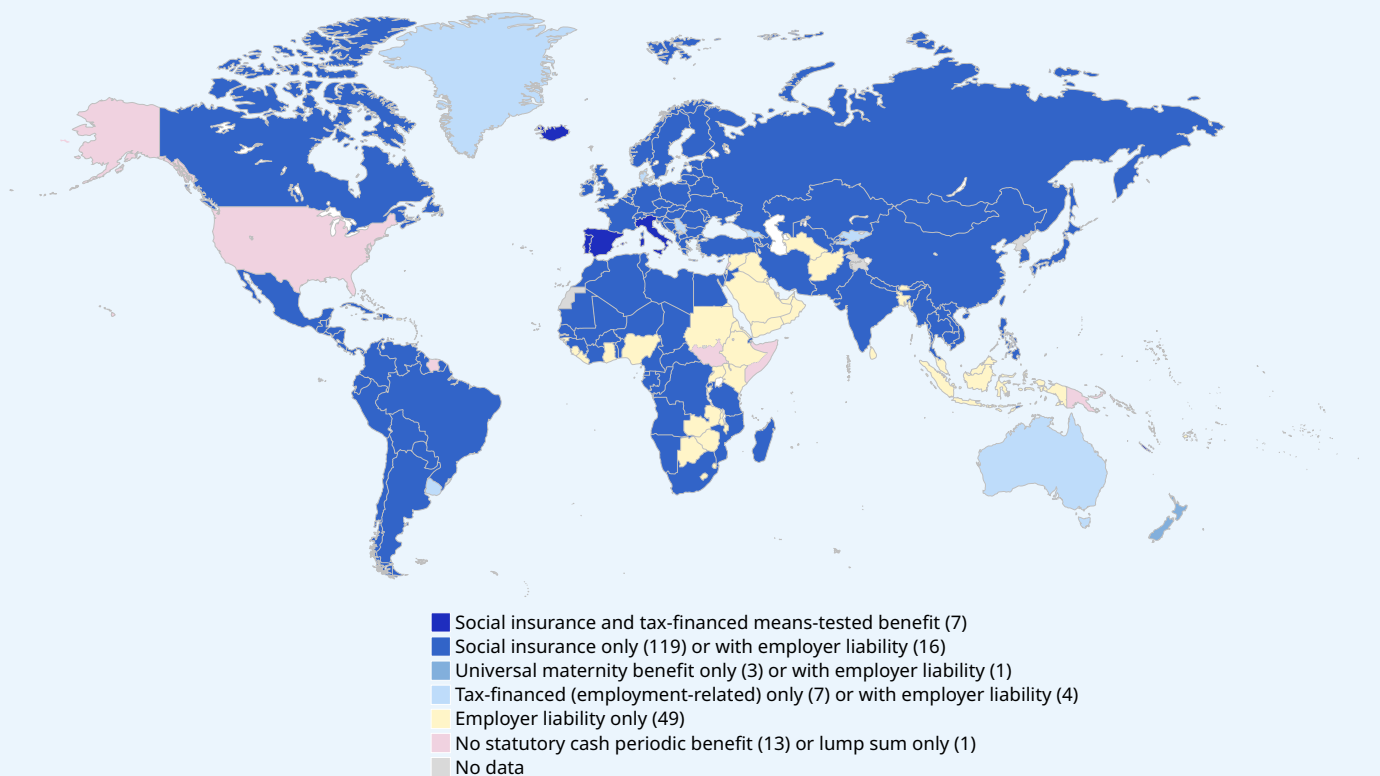 Social insurance and tax-financed means-tested benefit (7)
Social insurance only (119) or with employer liability (16)
Universal maternity benefit only (3) or with employer liability (1)
Tax-financed (employment-related) only (7) or with employer liability (4)
Employer liability only (49)
No statutory cash periodic benefit (13) or lump sum only (1)
No data